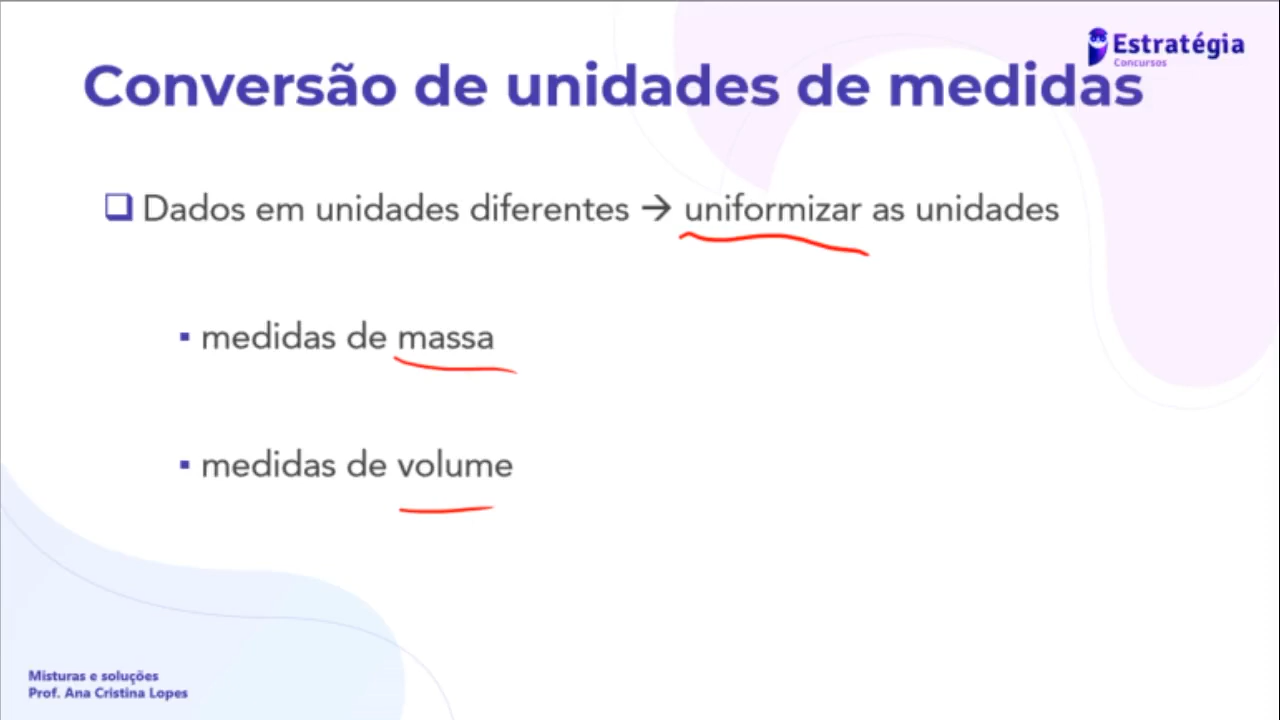 Estratégia
Concursos
Conversão de unidades de medidas
❑ Dados em unidades diferentes → uniformizar as unidades
▪ medidas de massa
▪ medidas de volume
Misturas e soluções
Prof. Ana Cristina Lopes